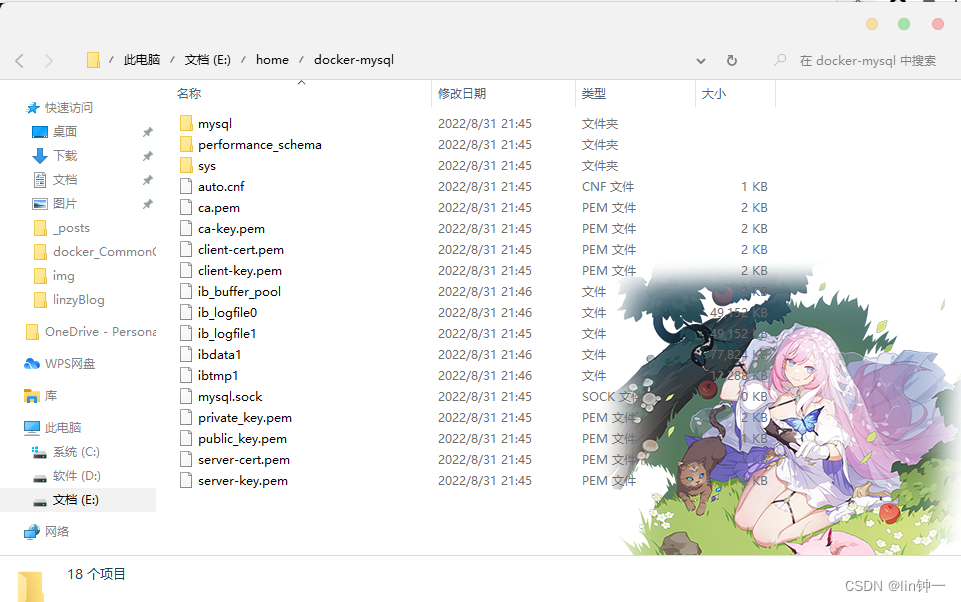 此电脑 / 文档 (E:) / home / docker-mysql
在 docker-mysql 中搜索
名称 修改日期 类型 大小
快速访问
桌面
下载
文档
图片
_posts
docker_Common
img
linzyBlog
OneDrive - Persona
WPS网盘
库
此电脑
系统 (C:)
软件 (D:)
文档 (E:)
网络
mysql 2022/8/31 21:45 文件夹
performance_schema 2022/8/31 21:45 文件夹
sys 2022/8/31 21:45 文件夹
auto.cnf 2022/8/31 21:45 CNF 文件 1 KB
ca.pem 2022/8/31 21:45 PEM 文件 2 KB
ca-key.pem 2022/8/31 21:45 PEM 文件 2 KB
client-cert.pem 2022/8/31 21:45 PEM 文件 2 KB
client-key.pem 2022/8/31 21:45 PEM 文件 2 KB
ib_buffer_pool 2022/8/31 21:46 文件
ib_logfile0 2022/8/31 21:46 文件 49,152 KB
ib_logfile1 2022/8/31 21:45 文件 49,152 KB
ibdata1 2022/8/31 21:46 文件 77,824 KB
ibtmp1 2022/8/31 21:46 文件 12,288 KB
mysql.sock 2022/8/31 21:45 SOCK 文件 0 KB
private_key.pem 2022/8/31 21:45 PEM 文件 2 KB
public_key.pem 2022/8/31 21:45 PEM 文件 1 KB
server-cert.pem 2022/8/31 21:45 PEM 文件 KB
server-key.pem 2022/8/31 21:45 PEM 文件 KB
18 个项目
CSDN @lin钟一